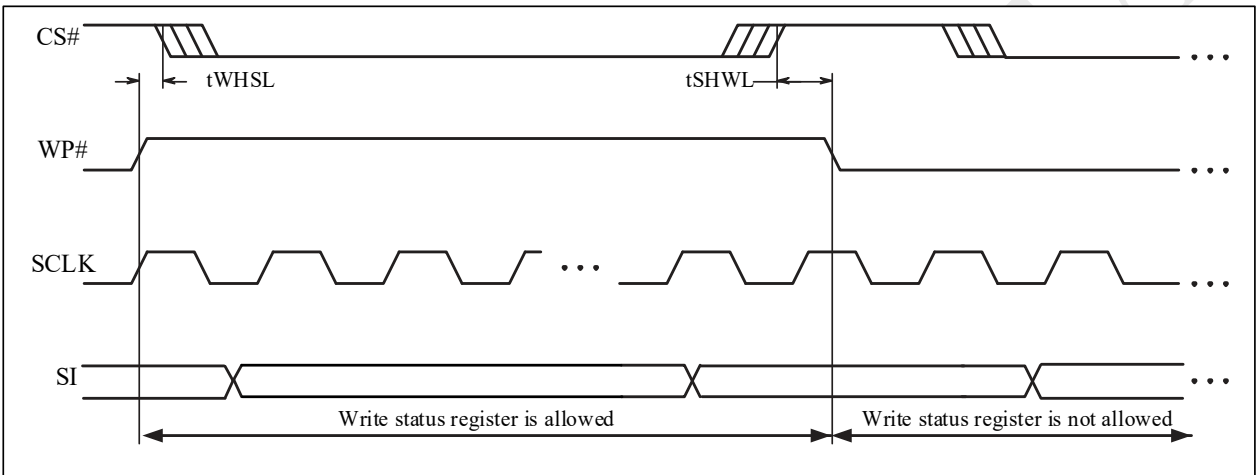 CS#
tWHSL
tSHWL
WP#
SCLK
SI
Write status register is allowed
Write status register is not allowed